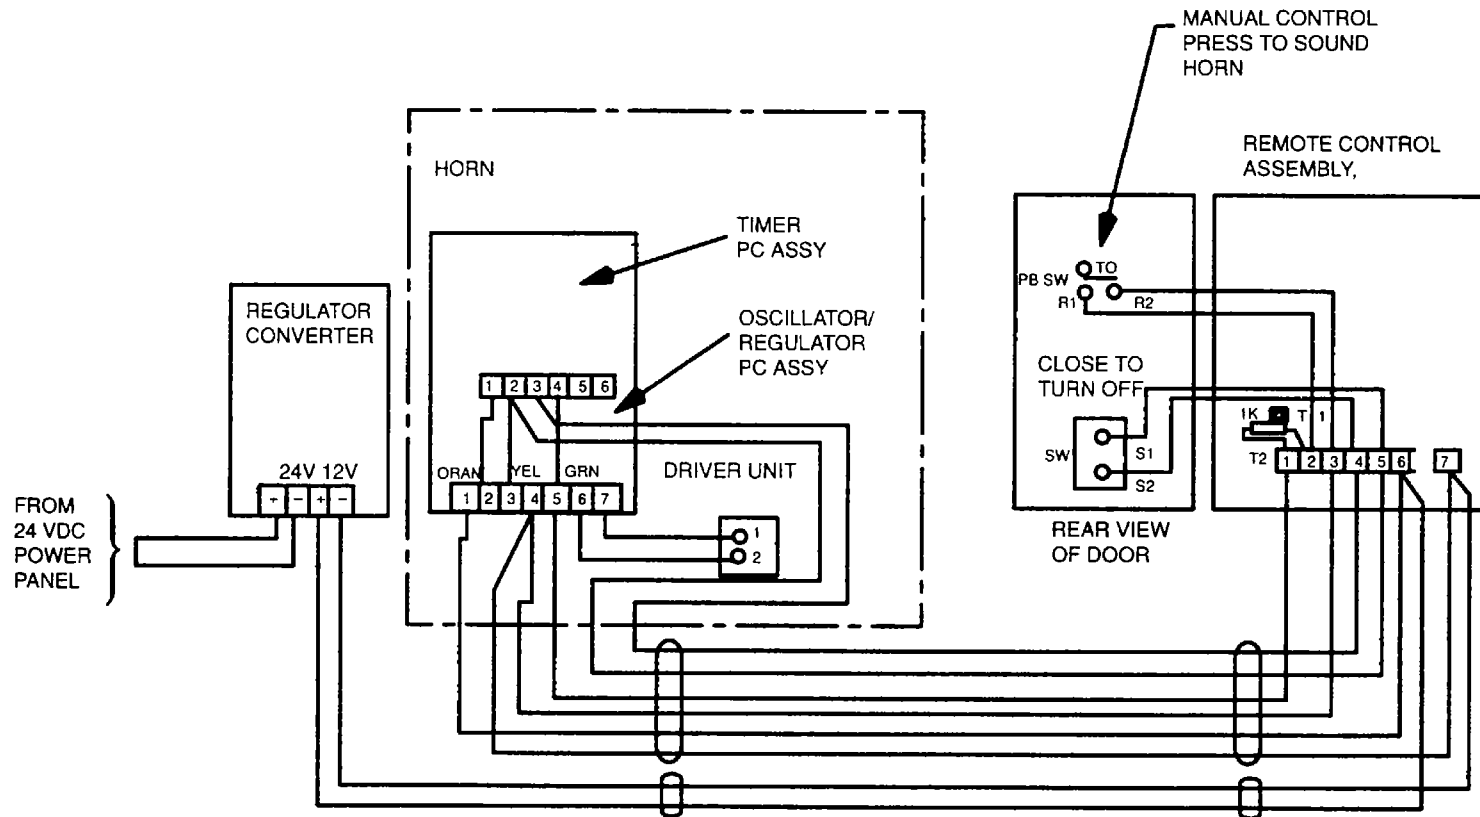 MANUAL CONTROL
PRESS TO SOUND
HORN
REMOTE CONTROL
ASSEMBLY,
HORN
TIMER
PC ASSY
OSCILLATOR/
REGULATOR
PC ASSY
REGULATOR
CONVERTER
24V 12V
+ - + -
FROM
24 VDC
POWER
PANEL
1 2 3 4 5 6
ORAN YEL GRN
1 2 3 4 5 6 7
DRIVER UNIT
1
2
PB SW
TO
R1
R2
CLOSE TO
TURN OFF
SW
S1
S2
REAR VIEW
OF DOOR
1K
T 1
T2
1 2 3 4 5 6 7